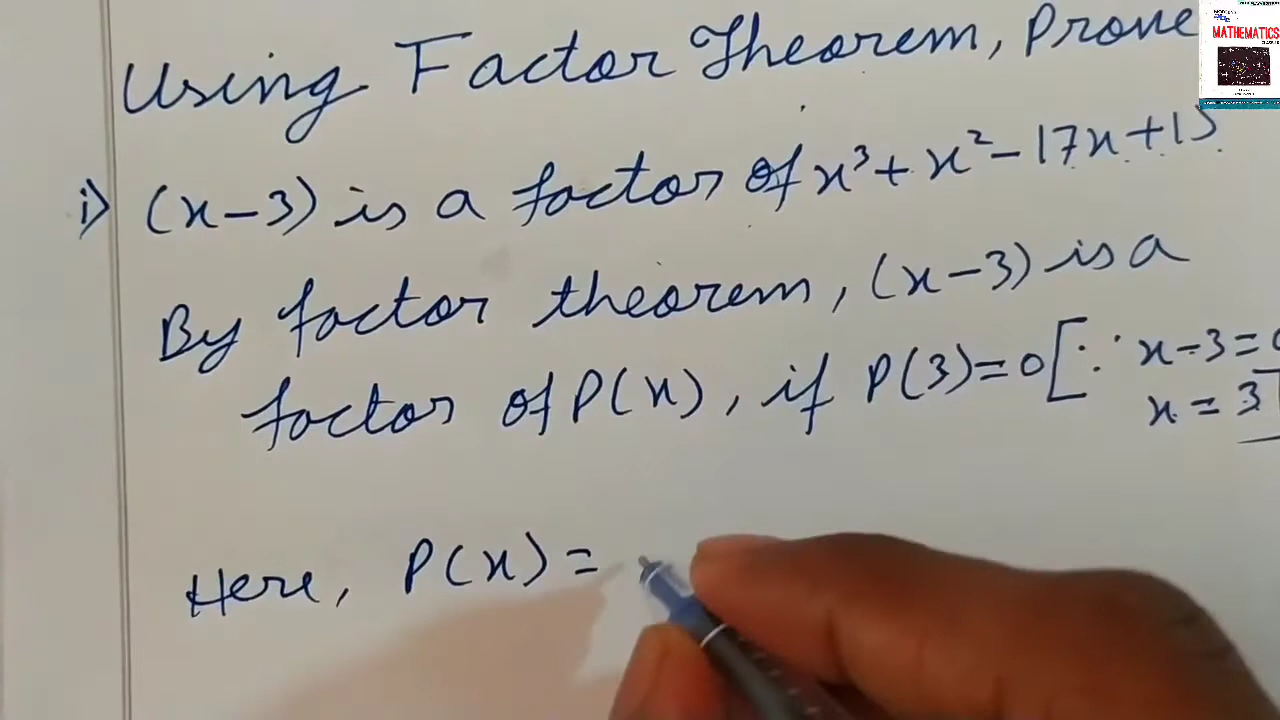 Using Factor Theorem, Prove
i) (x-3) is a factor of x³+x²-17x+15
By factor theorem, (x-3) is a
factor of P(x), if P(3)=0 [∵ x-3=0
x=3]
Here, P(x)=
MATHEMATICS